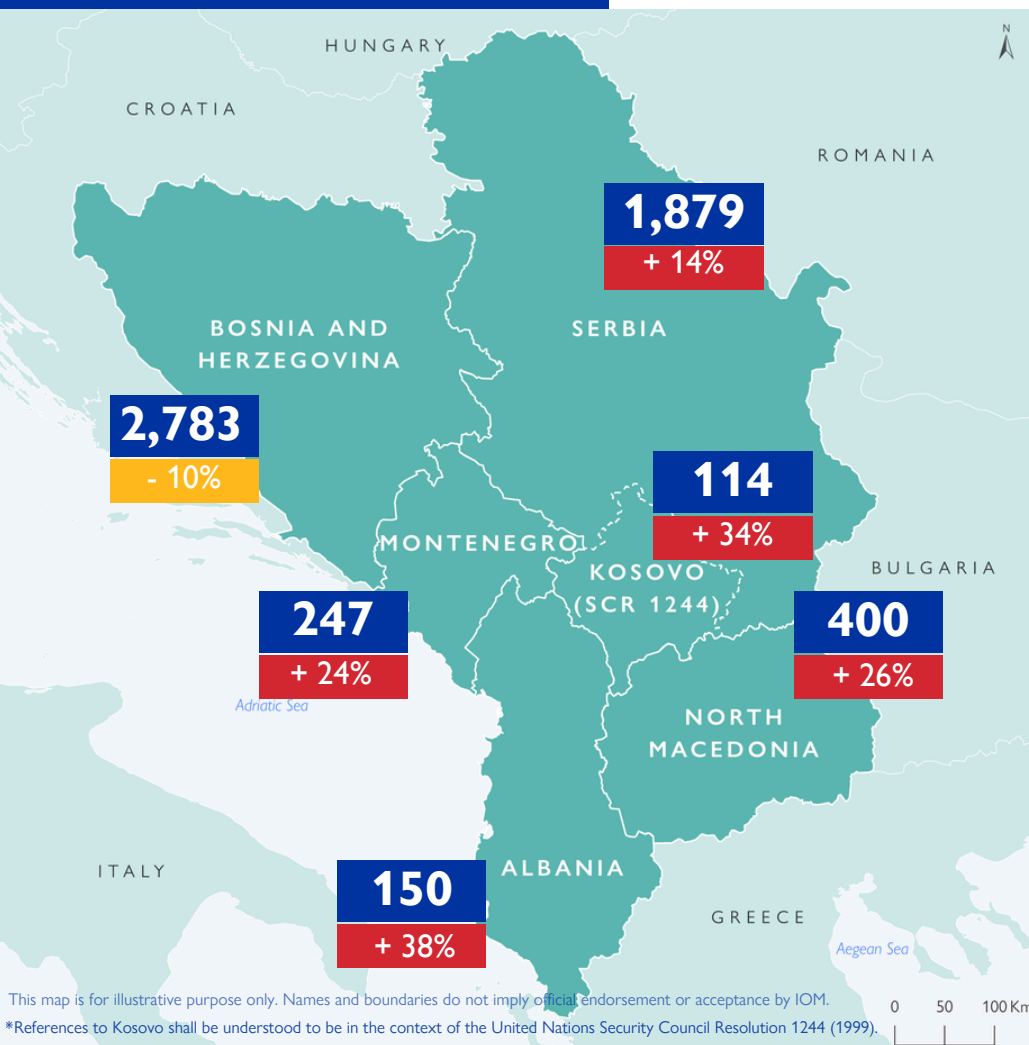 HUNGARY
N
CROATIA
ROMANIA
1,879
+ 14%
BOSNIA AND
HERZEGOVINA
SERBIA
2,783
- 10%
114
+ 34%
MONTENEGRO
KOSOVO
(SCR 1244)
BULGARIA
247
+ 24%
400
+ 26%
Adriatic Sea
NORTH
MACEDONIA
ITALY
ALBANIA
150
+ 38%
GREECE
Aegean Sea
This map is for illustrative purpose only. Names and boundaries do not imply official endorsement or acceptance by IOM.
0 50 100 Km
*References to Kosovo shall be understood to be in the context of the United Nations Security Council Resolution 1244 (1999).